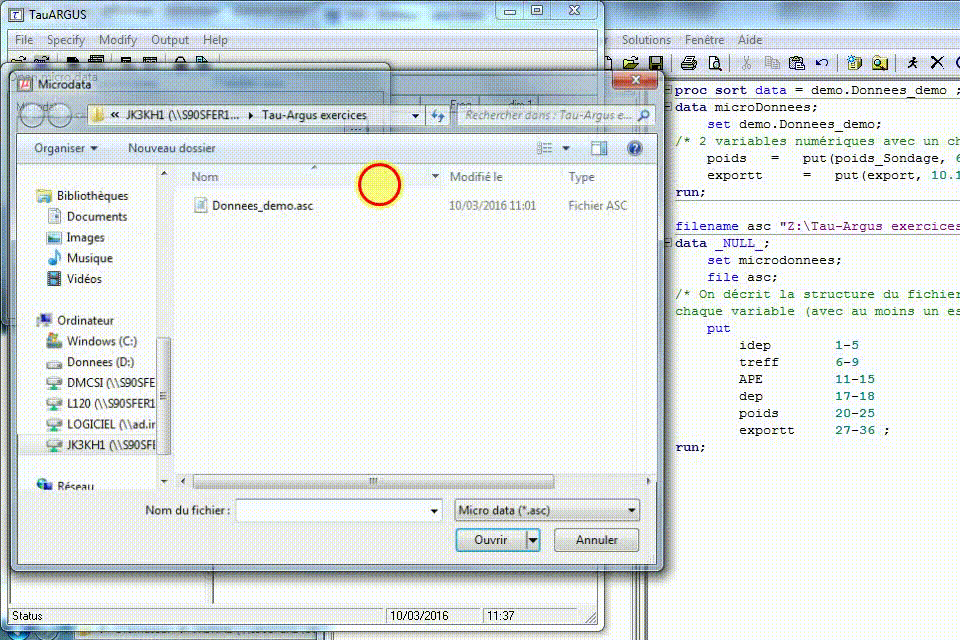 TauARGUS
File Specify Modify Output Help
Solutions Fenêtre Aide
Open micro data
Microdata
Freq dim 1
« JK3KH1 (\\S90SFER1... Tau-Argus exercices
Rechercher dans : Tau-Argus e...
Organiser Nouveau dossier
Nom Modifié le Type
Donnees_demo.asc 10/03/2016 11:01 Fichier ASC
Bibliothèques
Documents
Images
Musique
Vidéos
Ordinateur
Windows (C:)
Donnees (D:)
DMCSI (\\S90SFE
L120 (\\S90SFER1
LOGICIEL (\\ad.ir
JK3KH1 (\\S90SFE
Réseau
Nom du fichier :
Micro data (*.asc)
Ouvrir Annuler
Status 10/03/2016 11:37
proc sort data = demo.Donnees_demo ;
data microDonnees;
set demo.Donnees_demo;
/* 2 variables numériques avec un ch
poids = put(poids_Sondage, 6
exportt = put(export, 10.1
run;
filename asc "Z:\Tau-Argus exercices
data _NULL_;
set microdonnees;
file asc;
/* On décrit la structure du fichier
chaque variable (avec au moins un es
put
idep 1-5
treff 6-9
APE 11-15
dep 17-18
poids 20-25
exportt 27-36 ;
run;